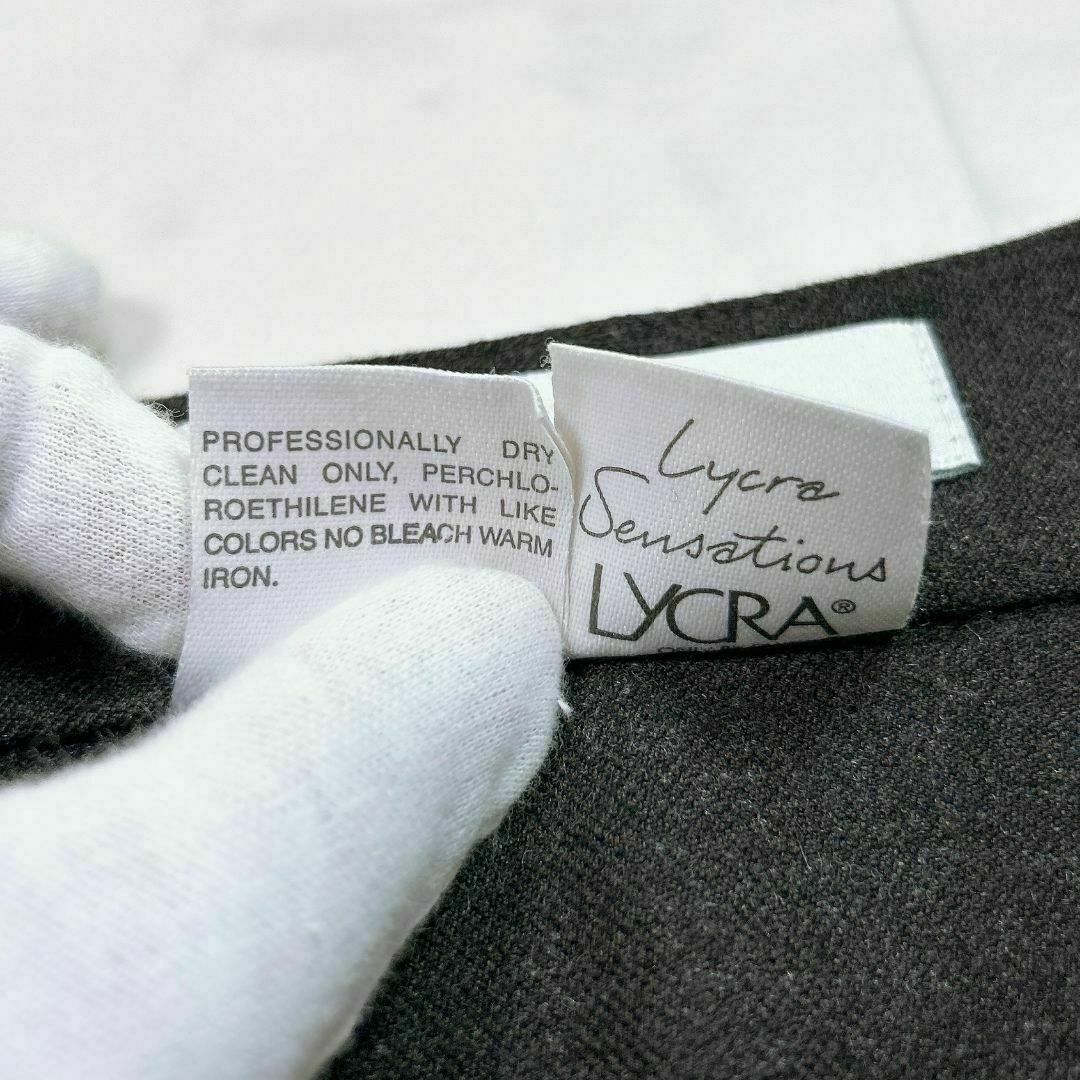 PROFESSIONALLY DRY
CLEAN ONLY, PERCHLO-
ROETHILENE WITH LIKE
COLORS NO BLEACH WARM
IRON.
Lycra
Sensations
LYCRA®